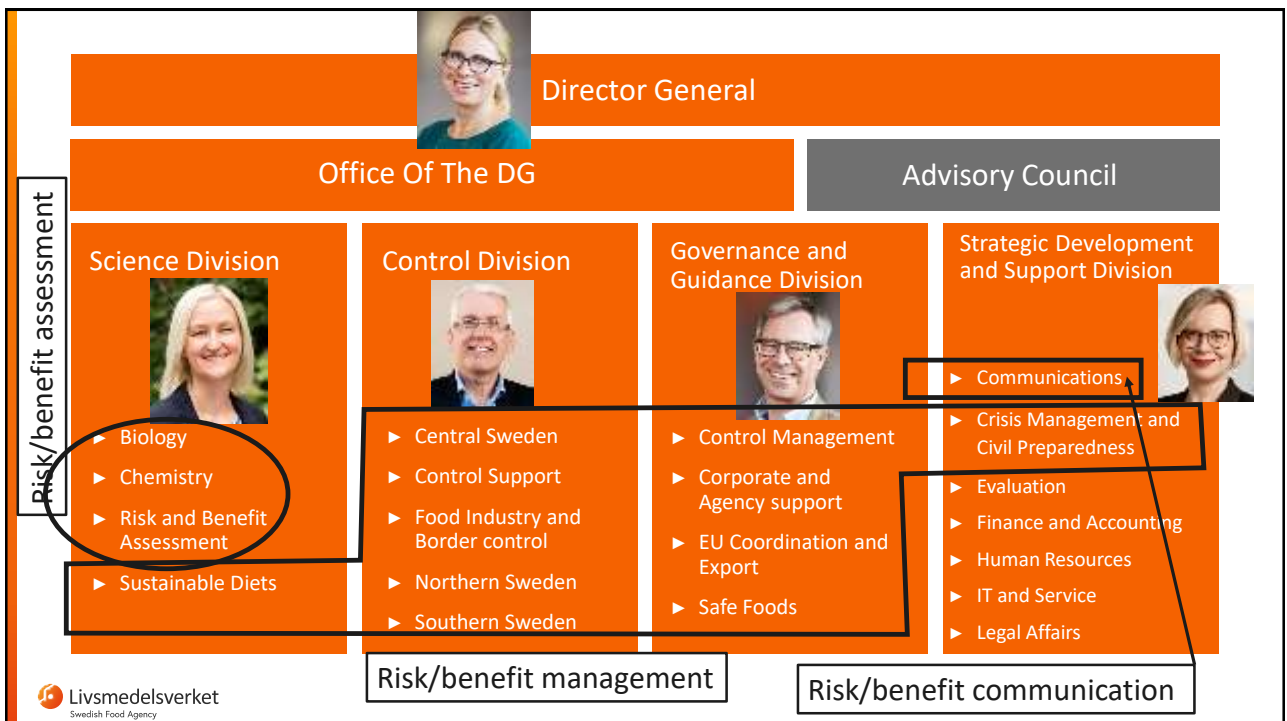 Director General
Office Of The DG
Advisory Council
Risk/benefit assessment
Science Division
► Biology
► Chemistry
► Risk and Benefit
Assessment
► Sustainable Diets
Control Division
► Central Sweden
► Control Support
► Food Industry and
Border control
► Northern Sweden
► Southern Sweden
Governance and
Guidance Division
► Control Management
► Corporate and
Agency support
► EU Coordination and
Export
► Safe Foods
Strategic Development
and Support Division
► Communications
► Crisis Management and
Civil Preparedness
► Evaluation
► Finance and Accounting
► Human Resources
► IT and Service
► Legal Affairs
Risk/benefit management
Risk/benefit communication
Livsmedelsverket
Swedish Food Agency